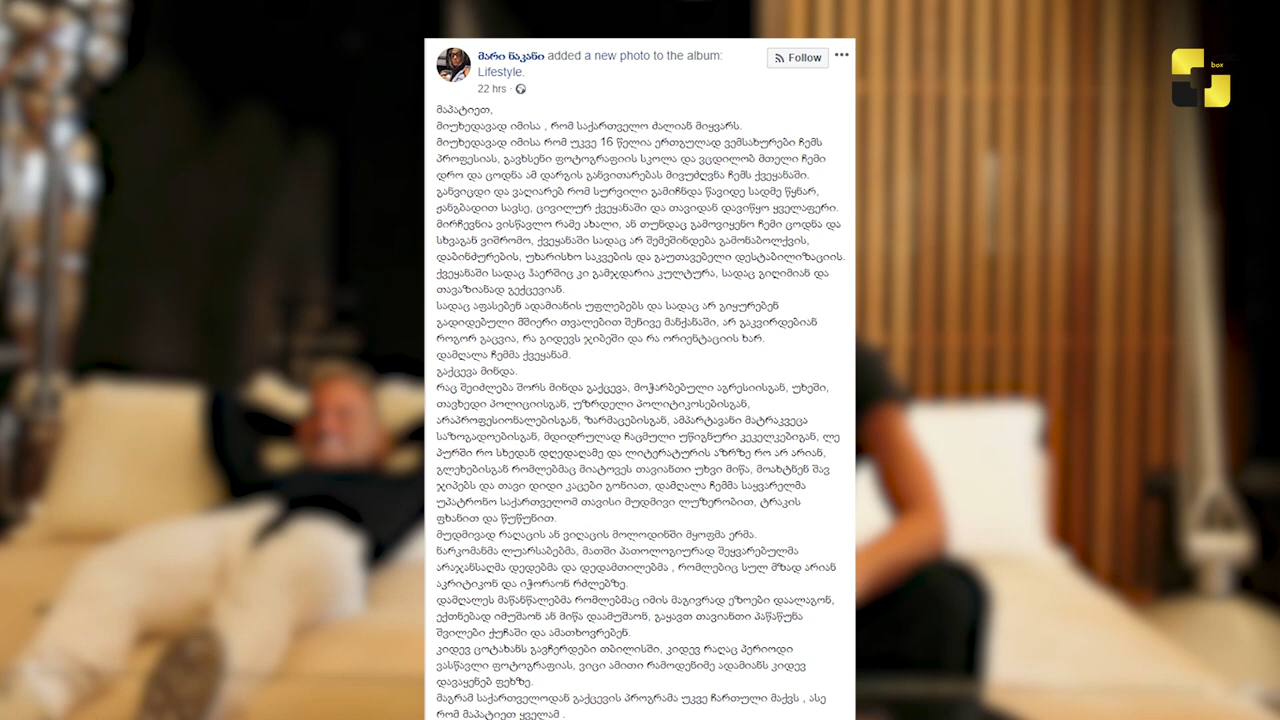 მარი ნაკანი added a new photo to the album:
Lifestyle.
22 hrs ·
Follow
box
მაპატიეთ,
მიუხედავად იმისა , რომ საქართველო ძალიან მიყვარს.
მიუხედავად იმისა რომ უკვე 16 წელია ერთგულად ვემსახურები ჩემს
პროფესიას, გავხსენი ფოტოგრაფიის სკოლა და ვცდილობ მთელი ჩემი
დრო და ცოდნა ამ დარგის განვითარებას მივუძღვნა ჩემს ქვეყანაში.
განვიცდი და ვაღიარებ რომ სურვილი გამიჩნდა წავიდე სადმე წყნარ,
ჟანგბადით სავსე, ცივილურ ქვეყანაში და თავიდან დავიწყო ყველაფერი.
მირჩევნია ვისწავლო რამე ახალი, ან თუნდაც გამოვიყენო ჩემი ცოდნა და
სხვაგან ვიშრომო, ქვეყანაში სადაც არ შემეშინდება გამონაბოლქვის,
დაბინძურების, უხარისხო საკვების და გაუთავებელი დესტაბილიზაციის.
ქვეყანაში სადაც ჰაერშიც კი გამჯდარია კულტურა, სადაც გიღიმიან და
თავაზიანად გექცევიან.
სადაც აფასებენ ადამიანის უფლებებს და სადაც არ გიყურებენ
გადიდებული მშიერი თვალებით შენივე მანქანაში, არ გაკვირდებიან
როგორ გაცვია, რა გიდევს ჯიბეში და რა ორიენტაციის ხარ.
დამღალა ჩემმა ქვეყანამ.
გაქცევა მინდა.
რაც შეიძლება შორს მინდა გაქცევა, მოჭარბებული აგრესიისგან, უხეში,
თავხედი პოლიციისგან, უზრდელი პოლიტიკოსებისგან,
არაპროფესიონალებისგან, ზარმაცებისგან, ამპარტავანი მატრაკვეცა
საზოგადოებისგან, მდიდრულად ჩაცმული უწიგნური კეკელკებიგან, ლე
პურში რო სხედან დღედაღამე და ლიტერატურის აზრზე რო არ არიან,
გლეხებისგან რომლებმაც მიატოვეს თავიანთი უხვი მიწა, მოახტნენ შავ
ჯიპებს და თავი დიდი კაცები გონიათ, დამღალა ჩემმა საყვარელმა
უპატრონო საქართველომ თავისი მუდმივი ლუზერობით, ტრაკის
ფხანით და წუწუნით.
მუდმივად რაღაცის ან ვიღაცის მოლოდინში მყოფმა ერმა.
ნარკომანმა ლუარსაბებმა, მათში პათოლოგიურად შეყვარებულმა
არაჯანსაღმა დედებმა და დედამთილებმა , რომლებიც სულ მზად არიან
აკრიტიკონ და იჭორაონ რძლებზე.
დამღალეს მაწანწალებმა რომლებმაც იმის მაგივრად ეზოები დაალაგონ,
ექთნებად იმუშაონ ან მიწა დაამუშაონ, გაყავთ თავიანთი პაწაწუნა
შვილები ქუჩაში და ამათხოვრებენ.
კიდევ ცოტახანს გავჩერდები თბილისში, კიდევ რაღაც პერიოდი
ვასწავლი ფოტოგრაფიას, ვიცი ამითი რამოდენიმე ადამიანს კიდევ
დავაყენებ ფეხზე.
მაგრამ საქართველოდან გაქცევის პროგრამა უკვე ჩართული მაქვს , ასე
რომ მაპატიეთ ყველამ .